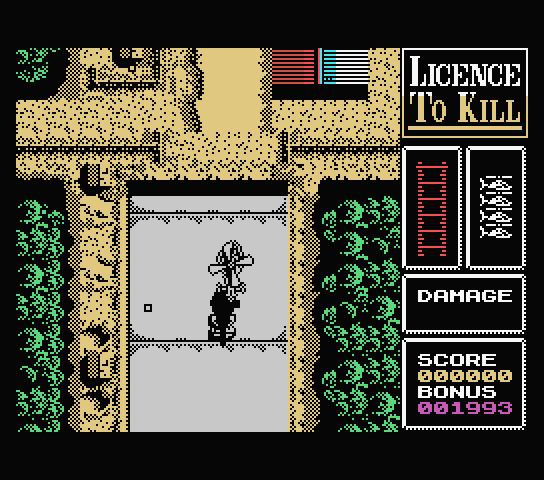 LICENCE
TO KILL
DAMAGE
SCORE
000000
BONUS
001993